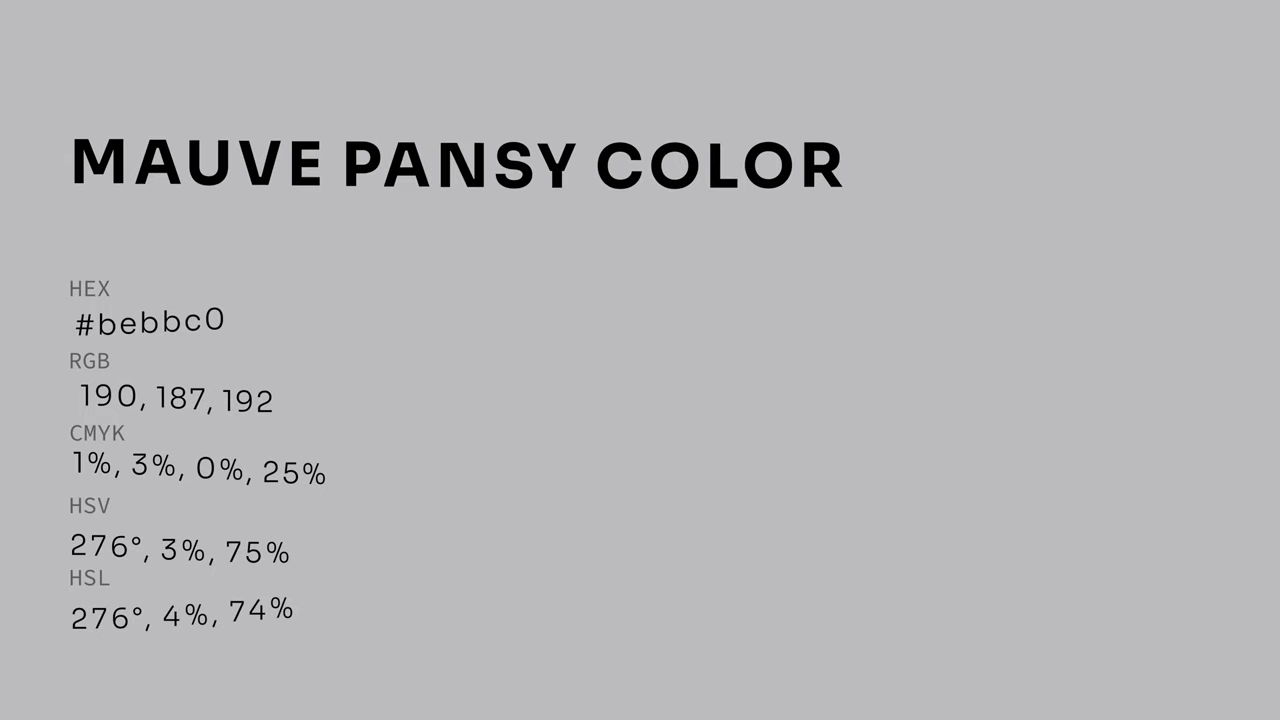 MAUVE PANSY COLOR
HEX
#bebbc0
RGB
190, 187, 192
CMYK
1%, 3%, 0%, 25%
HSV
276°, 3%, 75%
HSL
276°, 4%, 74%